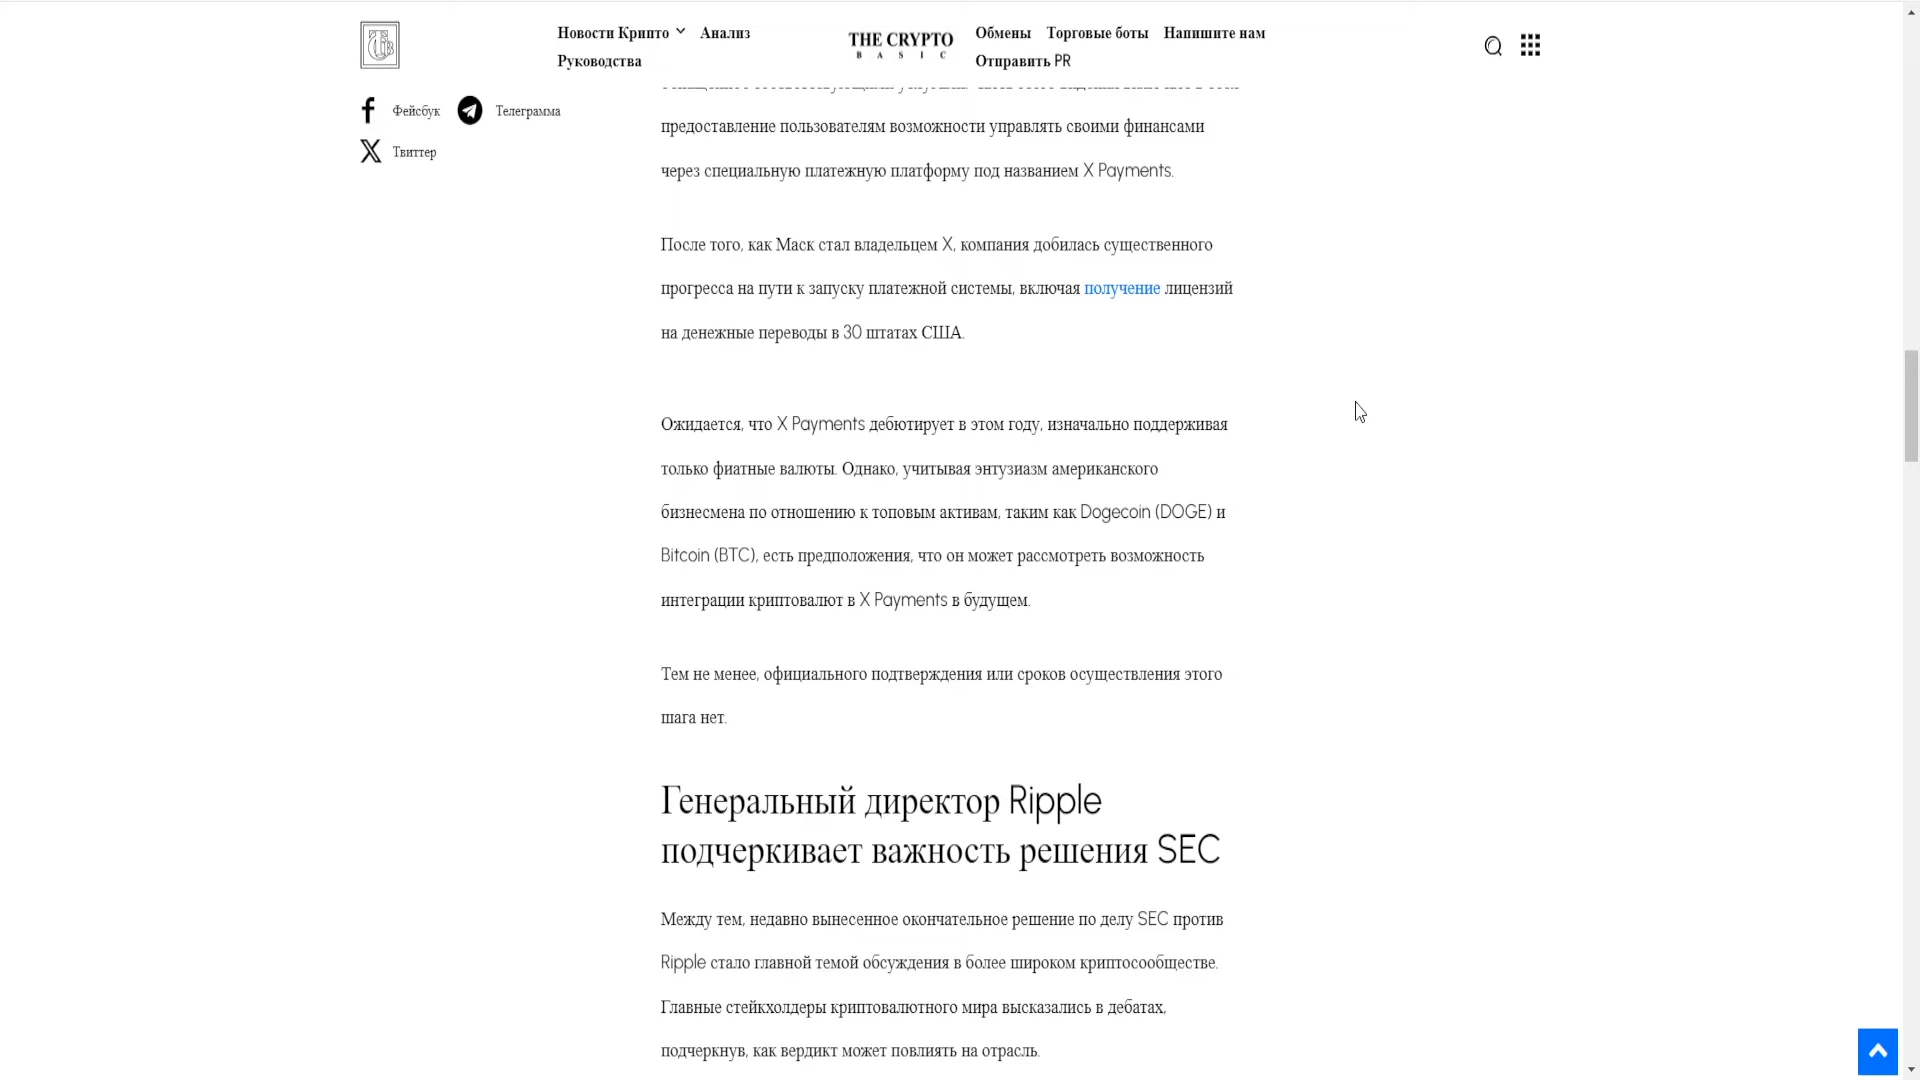 Новости Крипто
Анализ
Руководства
THE CRYPTO
BASIC
Обмены
Торговые боты
Напишите нам
Отправить PR
Фейсбук
Телеграмма
Твиттер
предоставление пользователям возможности управлять своими финансами
через специальную платежную платформу под названием X Payments.
После того, как Маск стал владельцем X, компания добилась существенного
прогресса на пути к запуску платежной системы, включая получение лицензий
на денежные переводы в 30 штатах США.
Ожидается, что X Payments дебютирует в этом году, изначально поддерживая
только фиатные валюты. Однако, учитывая энтузиазм американского
бизнесмена по отношению к топовым активам, таким как Dogecoin (DOGE) и
Bitcoin (BTC), есть предположения, что он может рассмотреть возможность
интеграции криптовалют в X Payments в будущем.
Тем не менее, официального подтверждения или сроков осуществления этого
шага нет.
Генеральный директор Ripple
подчеркивает важность решения SEC
Между тем, недавно вынесенное окончательное решение по делу SEC против
Ripple стало главной темой обсуждения в более широком криптосообществе.
Главные стейкхолдеры криптовалютного мира высказались в дебатах,
подчеркнув, как вердикт может повлиять на отрасль.